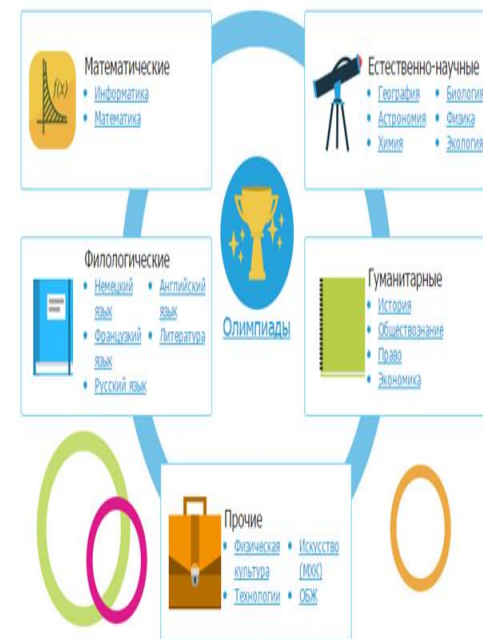 Математические
Информатика
Математика
Естественно-научные
География
Биология
Астрономия
Физика
Химия
Экология
Филологические
Немецкий
язык
Английский
язык
Французкий
язык
Литература
Русский язык
Олимпиады
Гуманитарные
История
Обществознание
Право
Экономика
Прочие
Физическая
культура
Искусство
(МХК)
Технологии
ОБЖ
f(x)